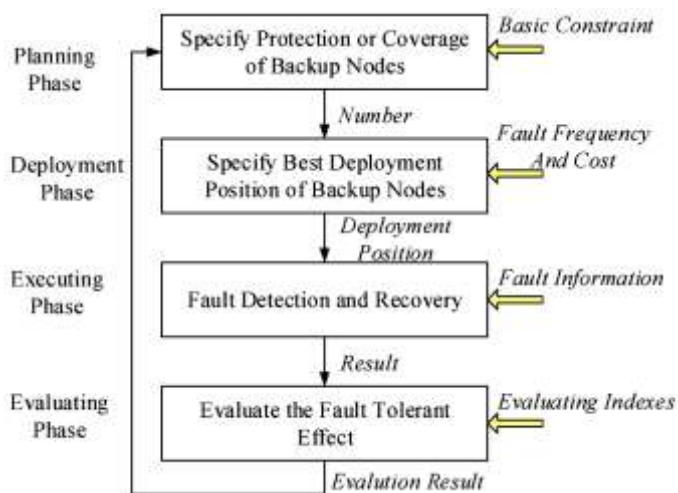 Planning
Phase
Specify Protection or Coverage
of Backup Nodes
Basic Constraint
Number
Deployment
Phase
Specify Best Deployment
Position of Backup Nodes
Fault Frequency
And Cost
Deployment
Position
Executing
Phase
Fault Detection and Recovery
Fault Information
Result
Evaluating
Phase
Evaluate the Fault Tolerant
Effect
Evaluating Indexes
Evalution Result